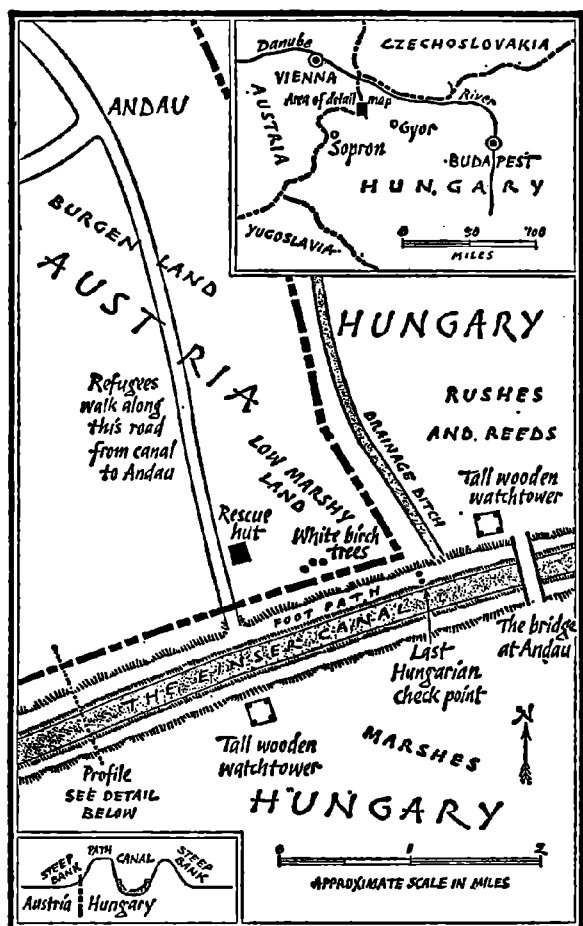 Danube
CZECHOSLOVAKIA
VIENNA
River
Area of detail map
AUSTRIA
Gyor
Sopron
BUDAPEST
HUNGARY
YUGOSLAVIA
0 50 100
MILES
ANDAU
BURGENLAND
AUSTRIA
HUNGARY
Refugees
walk along
this road
from canal
to Andau
RUSHES
AND REEDS
DRAINAGE DITCH
LOW MARSHY
LAND
Tall wooden
watchtower
Rescue
hut
White birch
trees
FOOT PATH
THE EINSER CANAL
The bridge
at Andau
Last
Hungarian
check point
N
Tall wooden
watchtower
MARSHES
Profile
SEE DETAIL
BELOW
HUNGARY
STEEP BANK
PATH
CANAL
STEEP BANK
Austria Hungary
0 1 2
APPROXIMATE SCALE IN MILES